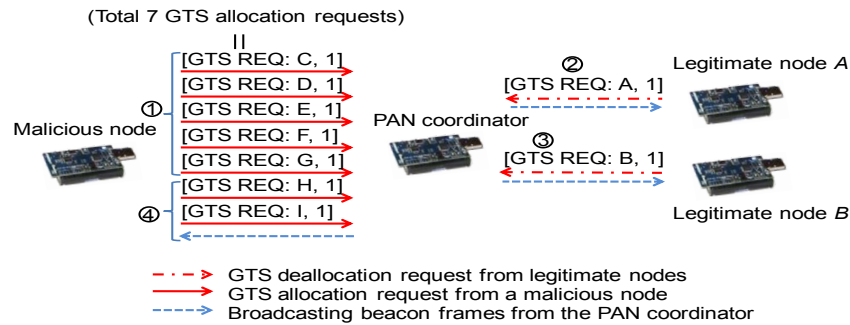 (Total 7 GTS allocation requests)
=
[GTS REQ: C, 1]
[GTS REQ: D, 1]
[GTS REQ: E, 1]
[GTS REQ: F, 1]
[GTS REQ: G, 1]
[GTS REQ: H, 1]
[GTS REQ: I, 1]
①
④
Malicious node
PAN coordinator
②
[GTS REQ: A, 1]
③
[GTS REQ: B, 1]
Legitimate node A
Legitimate node B
GTS deallocation request from legitimate nodes
GTS allocation request from a malicious node
Broadcasting beacon frames from the PAN coordinator